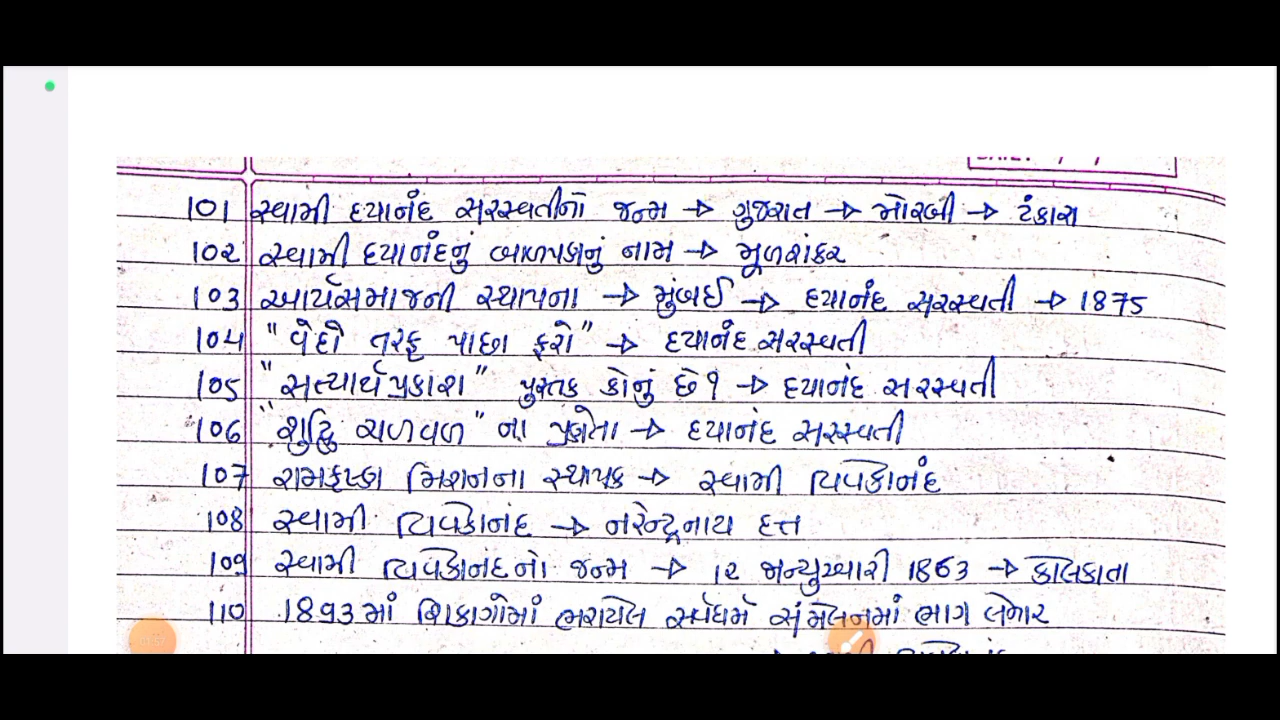 101 સ્વામી દયાનંદ સરસ્વતીનો જન્મ → ગુજરાત → મોરબી → ટંકારા
102 સ્વામી દયાનંદનું બાળપણનું નામ → મૂળશંકર
103 આર્યસમાજની સ્થાપના → મુંબઈ → દયાનંદ સરસ્વતી → 1875
104 "વેદો તરફ પાછા ફરો" → દયાનંદ સરસ્વતી
105 "સત્યાર્થપ્રકાશ" પુસ્તક કોનું છે? → દયાનંદ સરસ્વતી
106 "શુદ્ધિ ચળવળ" ના પ્રણેતા → દયાનંદ સરસ્વતી
107 રામકૃષ્ણ મિશનના સ્થાપક → સ્વામી વિવેકાનંદ
108 સ્વામી વિવેકાનંદ → નરેન્દ્રનાથ દત્ત
109 સ્વામી વિવેકાનંદનો જન્મ → 12 જાન્યુઆરી 1863 → કોલકાતા
110 1893માં શિકાગોમાં ભરાયેલ સર્વધર્મ સંમેલનમાં ભાગ લેનાર